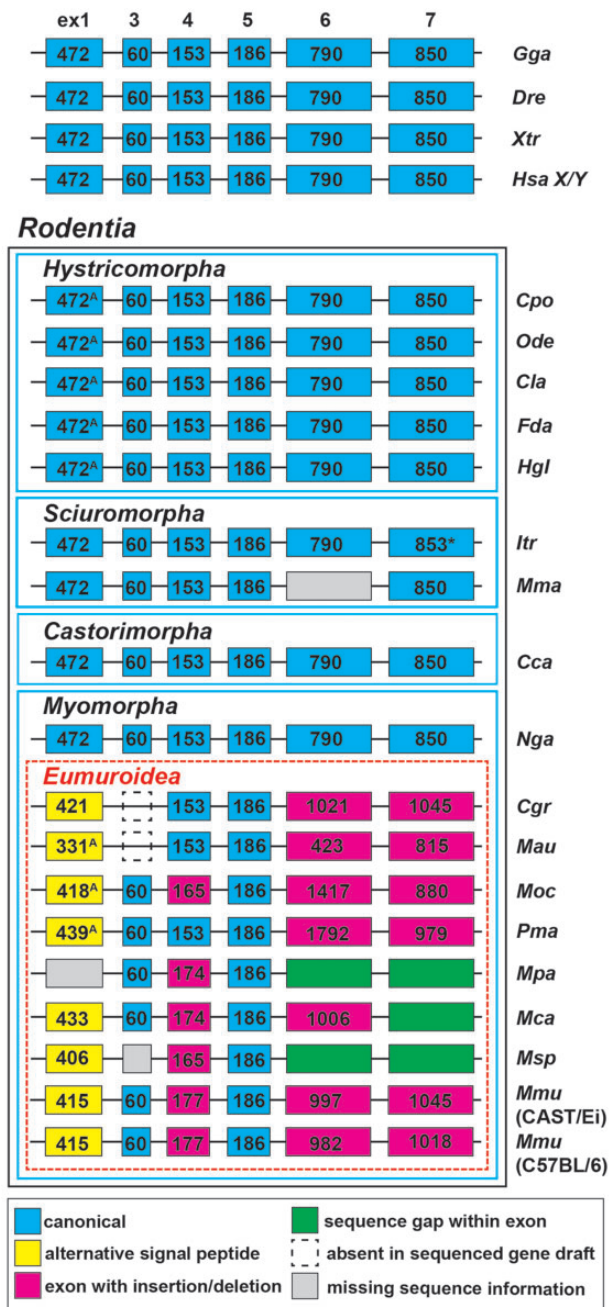 ex1 3 4 5 6 7
472 60 153 186 790 850 Gga
472 60 153 186 790 850 Dre
472 60 153 186 790 850 Xtr
472 60 153 186 790 850 Hsa X/Y
Rodentia
Hystricomorpha
472ᴬ 60 153 186 790 850 Cpo
472ᴬ 60 153 186 790 850 Ode
472ᴬ 60 153 186 790 850 Cla
472ᴬ 60 153 186 790 850 Fda
472ᴬ 60 153 186 790 850 Hgl
Sciuromorpha
472 60 153 186 790 853* Itr
472 60 153 186 850 Mma
Castorimorpha
472 60 153 186 790 850 Cca
Myomorpha
472 60 153 186 790 850 Nga
Eumuroidea
421 153 186 1021 1045 Cgr
331ᴬ 153 186 423 815 Mau
418ᴬ 60 165 186 1417 880 Moc
439ᴬ 60 153 186 1792 979 Pma
60 174 186 Mpa
433 60 174 186 1006 Mca
406 165 186 Msp
415 60 177 186 997 1045 Mmu
(CAST/Ei)
415 60 177 186 982 1018 Mmu
(C57BL/6)
canonical
alternative signal peptide
exon with insertion/deletion
sequence gap within exon
absent in sequenced gene draft
missing sequence information